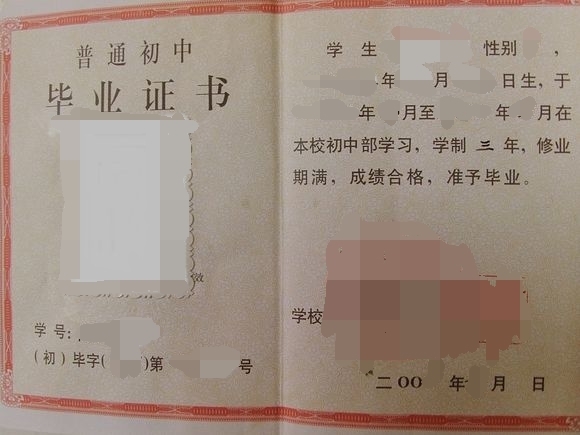 普通初中
毕业证书
效
学号：
（初）毕字( )第 号
学生 性别 ，
年 月 日生，于
年 月至 年 月在
本校初中部学习，学制 三 年，修业
期满，成绩合格，准予毕业。
学校
二00 年 月 日